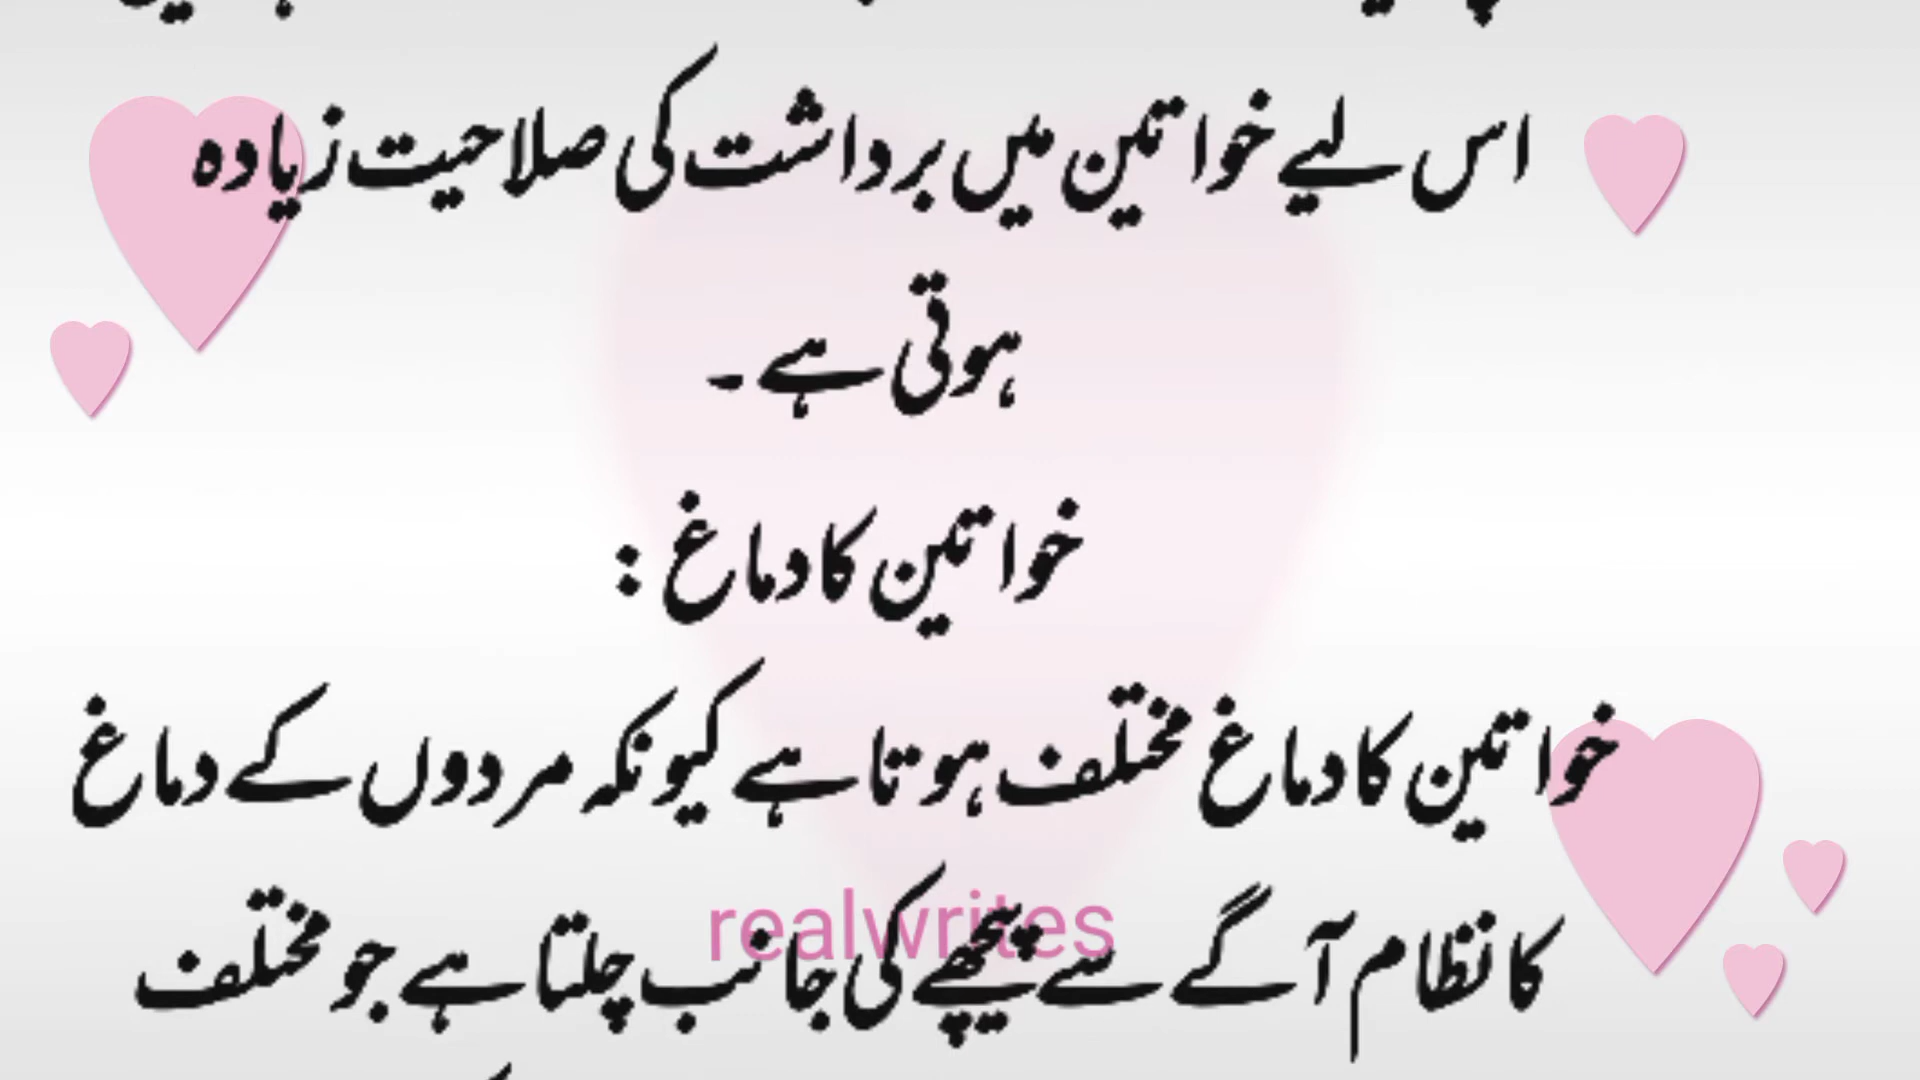 اس لیے خواتین میں برداشت کی صلاحیت زیادہ
ہوتی ہے ۔
خواتین کا دماغ :
خواتین کا دماغ مختلف ہوتا ہے کیونکہ مردوں کے دماغ
کا نظام آگے سے پیچھے کی جانب چلتا ہے جو مختلف
realwrites